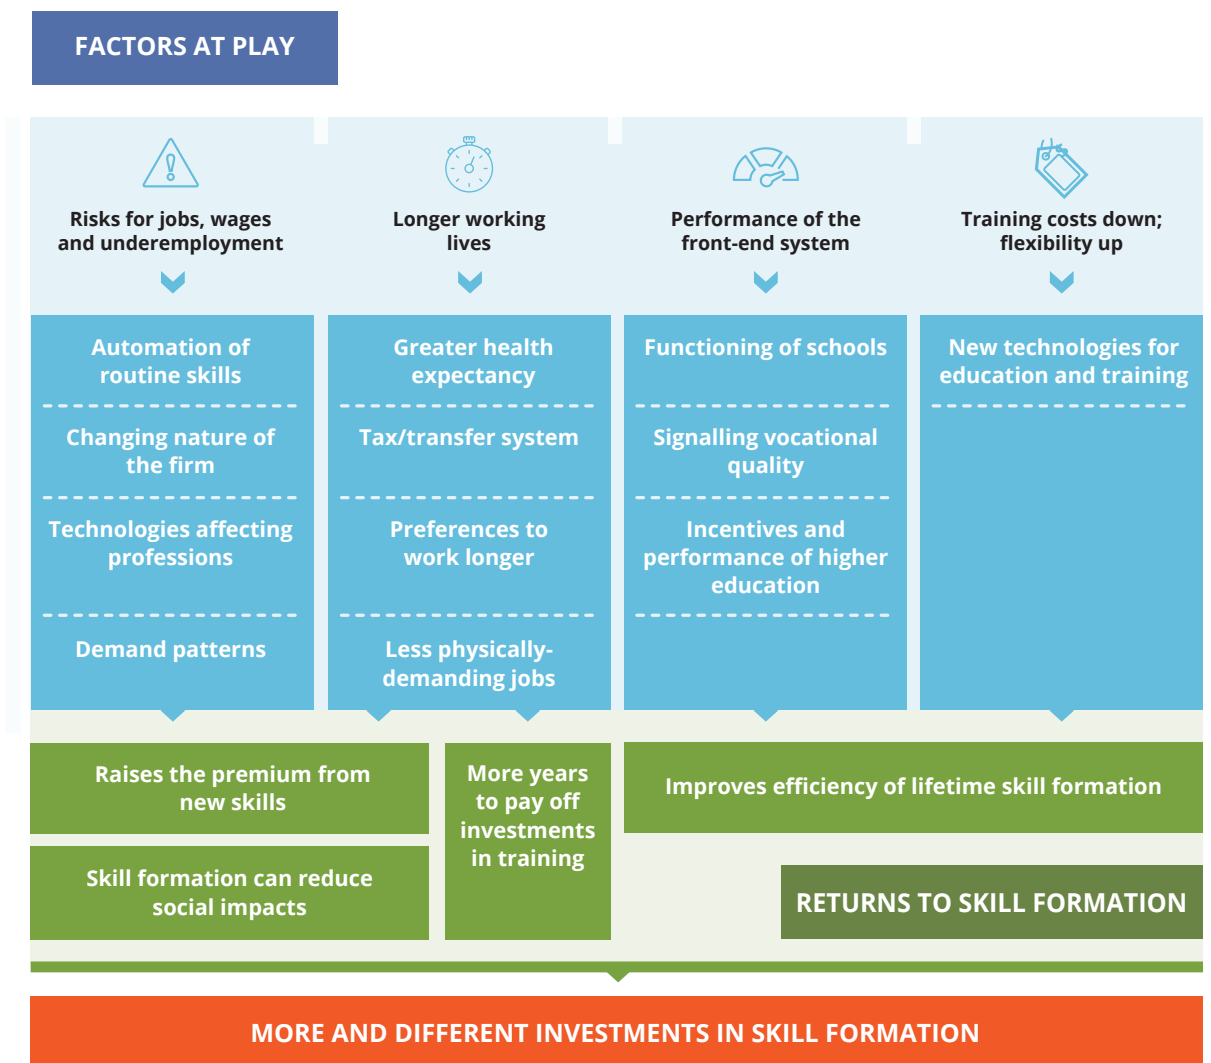 FACTORS AT PLAY
Risks for jobs, wages
and underemployment
Longer working
lives
Performance of the
front-end system
Training costs down;
flexibility up
Automation of
routine skills
Changing nature of
the firm
Technologies affecting
professions
Demand patterns
Greater health
expectancy
Tax/transfer system
Preferences to
work longer
Less physically-
demanding jobs
Functioning of schools
Signalling vocational
quality
Incentives and
performance of higher
education
New technologies for
education and training
Raises the premium from
new skills
Skill formation can reduce
social impacts
More years
to pay off
investments
in training
Improves efficiency of lifetime skill formation
RETURNS TO SKILL FORMATION
MORE AND DIFFERENT INVESTMENTS IN SKILL FORMATION